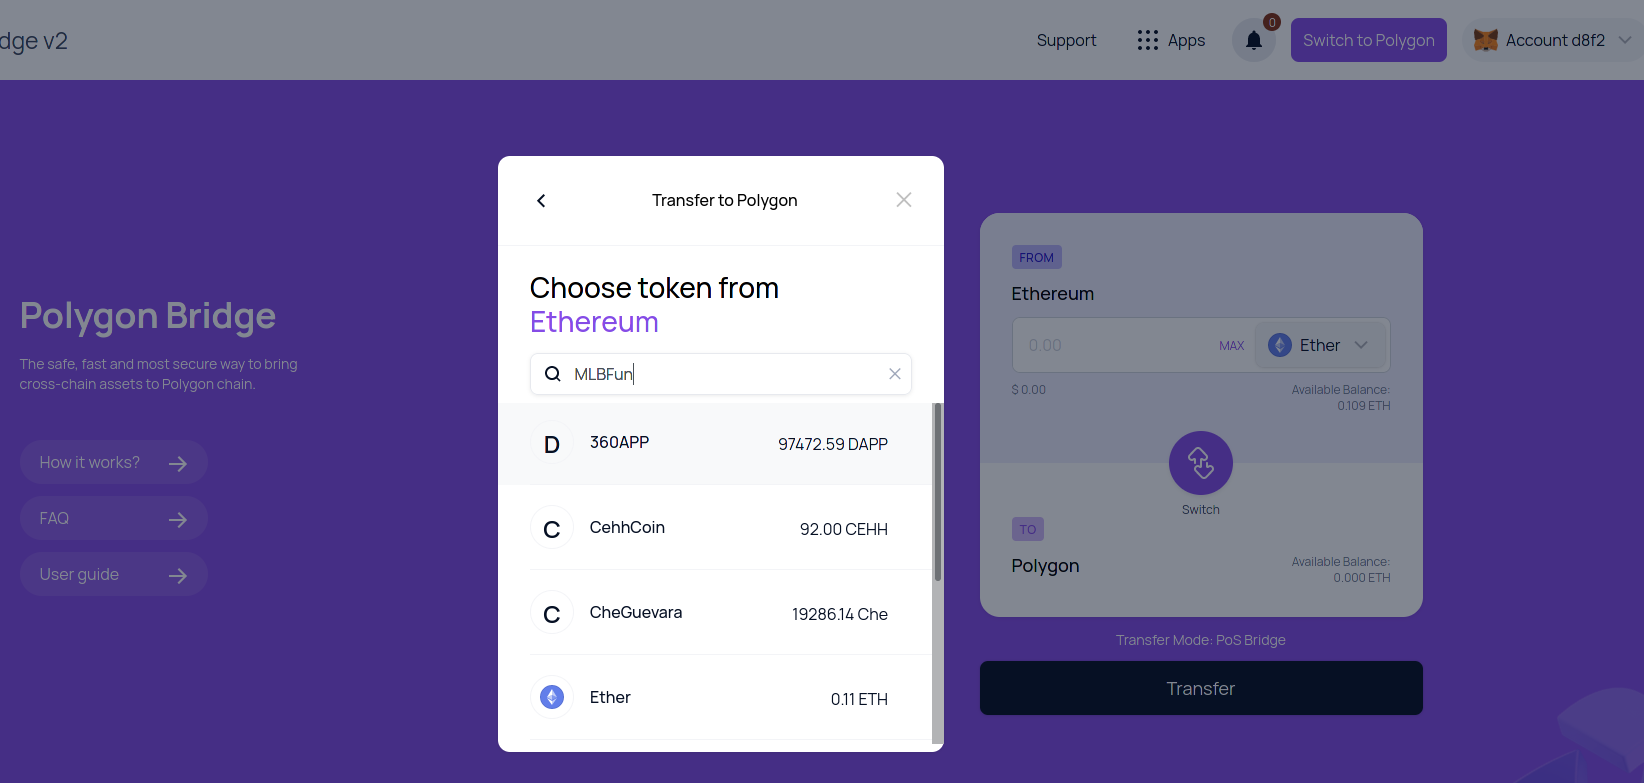 dge v2
Support
Apps
0
Switch to Polygon
Account d8f2
Polygon Bridge
The safe, fast and most secure way to bring
cross-chain assets to Polygon chain.
How it works?
FAQ
User guide
Transfer to Polygon
Choose token from
Ethereum
MLBFun
D 360APP 97472.59 DAPP
C CehhCoin 92.00 CEHH
C CheGuevara 19286.14 Che
Ether 0.11 ETH
FROM
Ethereum
0.00 MAX Ether
$ 0.00 Available Balance:
0.109 ETH
Switch
TO
Polygon Available Balance:
0.000 ETH
Transfer Mode: PoS Bridge
Transfer